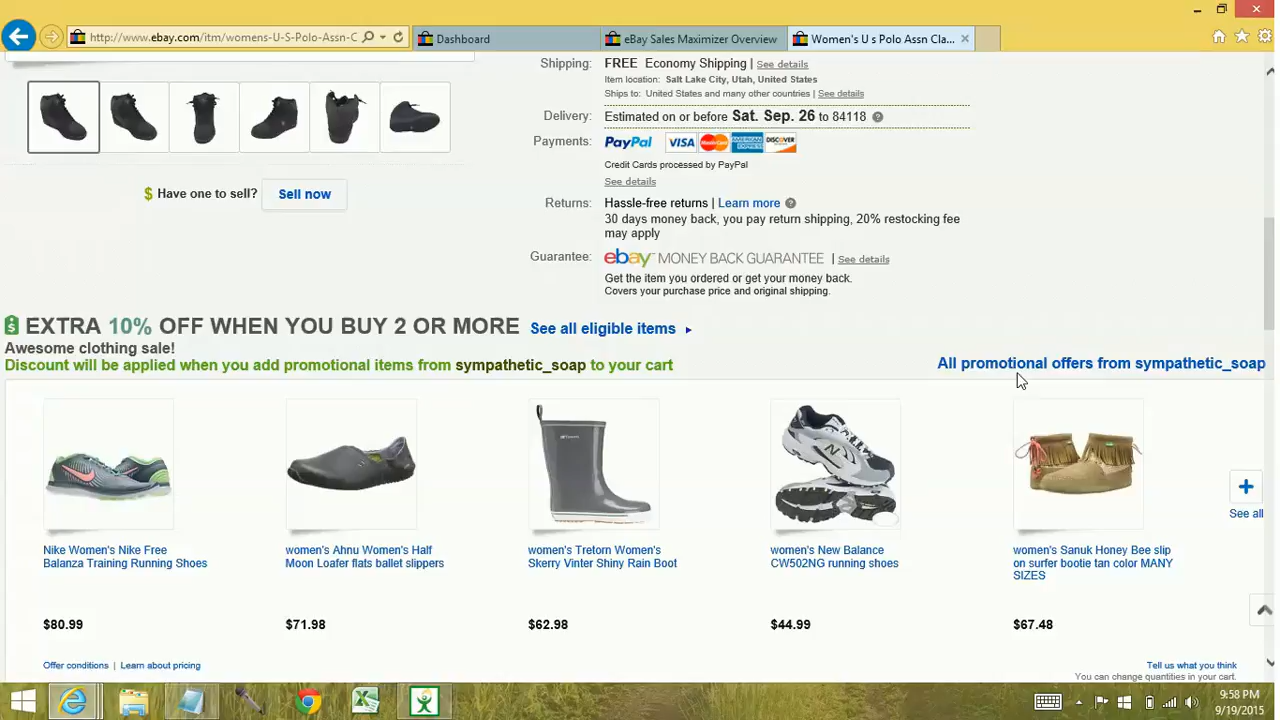 http://www.ebay.com/itm/womens-U-S-Polo-Assn-C
Dashboard
eBay Sales Maximizer Overview
Women's U s Polo Assn Cla...
Shipping: FREE Economy Shipping | See details
Item location: Salt Lake City, Utah, United States
Ships to: United States and many other countries | See details
Delivery: Estimated on or before Sat. Sep. 26 to 84118
Payments: PayPal VISA MasterCard AMERICAN EXPRESS DISCOVER
Credit Cards processed by PayPal
See details
$ Have one to sell? Sell now
Returns: Hassle-free returns | Learn more
30 days money back, you pay return shipping, 20% restocking fee
may apply
Guarantee: ebay MONEY BACK GUARANTEE | See details
Get the item you ordered or get your money back.
Covers your purchase price and original shipping.
$ EXTRA 10% OFF WHEN YOU BUY 2 OR MORE See all eligible items
Awesome clothing sale!
Discount will be applied when you add promotional items from sympathetic_soap to your cart
All promotional offers from sympathetic_soap
Nike Women's Nike Free
Balanza Training Running Shoes
$80.99
women's Ahnu Women's Half
Moon Loafer flats ballet slippers
$71.98
women's Tretorn Women's
Skerry Vinter Shiny Rain Boot
$62.98
women's New Balance
CW502NG running shoes
$44.99
women's Sanuk Honey Bee slip
on surfer bootie tan color MANY
SIZES
$67.48
See all
Offer conditions | Learn about pricing
Tell us what you think
You can change quantities in your cart.
9:58 PM
9/19/2015